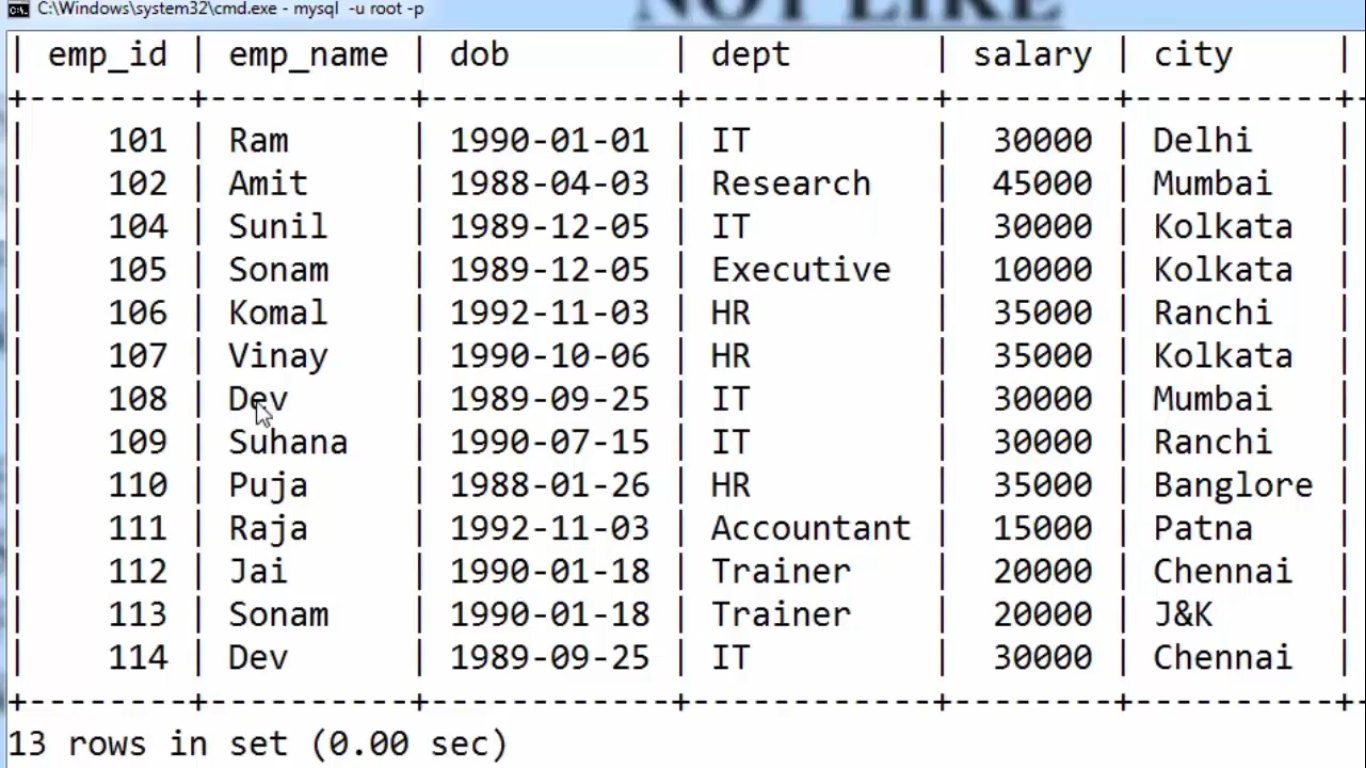 C:\Windows\system32\cmd.exe - mysql -u root -p
NOT LIKE
| emp_id | emp_name | dob        | dept       | salary | city     |
+--------+----------+------------+------------+--------+----------+
|    101 | Ram      | 1990-01-01 | IT         |  30000 | Delhi    |
|    102 | Amit     | 1988-04-03 | Research   |  45000 | Mumbai   |
|    104 | Sunil    | 1989-12-05 | IT         |  30000 | Kolkata  |
|    105 | Sonam    | 1989-12-05 | Executive  |  10000 | Kolkata  |
|    106 | Komal    | 1992-11-03 | HR         |  35000 | Ranchi   |
|    107 | Vinay    | 1990-10-06 | HR         |  35000 | Kolkata  |
|    108 | Dev      | 1989-09-25 | IT         |  30000 | Mumbai   |
|    109 | Suhana   | 1990-07-15 | IT         |  30000 | Ranchi   |
|    110 | Puja     | 1988-01-26 | HR         |  35000 | Banglore |
|    111 | Raja     | 1992-11-03 | Accountant |  15000 | Patna    |
|    112 | Jai      | 1990-01-18 | Trainer    |  20000 | Chennai  |
|    113 | Sonam    | 1990-01-18 | Trainer    |  20000 | J&K      |
|    114 | Dev      | 1989-09-25 | IT         |  30000 | Chennai  |
+--------+----------+------------+------------+--------+----------+
13 rows in set (0.00 sec)